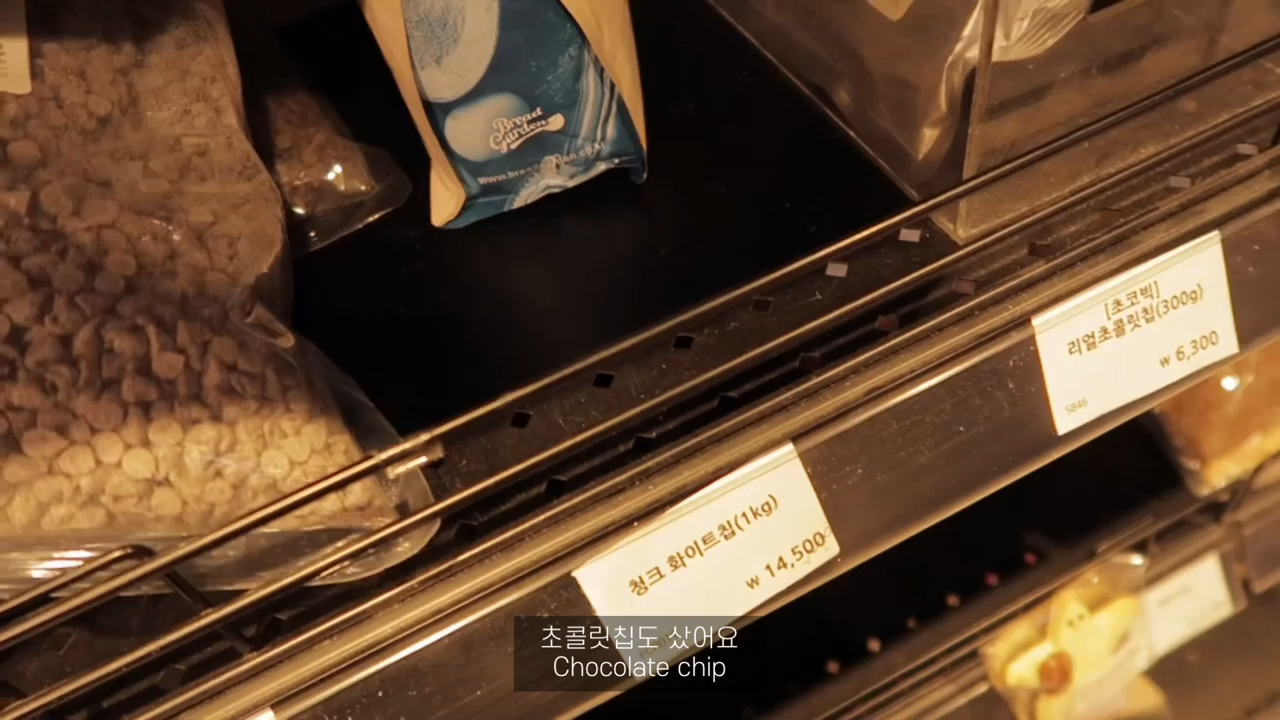 Bread
Garden
[초코빅]
리얼초콜릿칩(300g)
₩ 6,300
5846
청크 화이트칩(1kg)
₩ 14,500
초콜릿칩도 샀어요
Chocolate chip